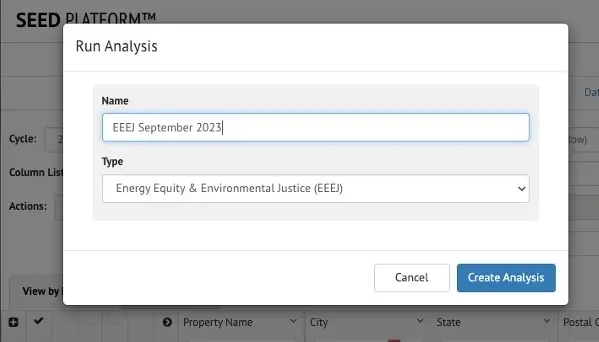 SEED PLATFORM™
Run Analysis
Dat
Name
EEEJ September 2023
Cycle:
2
low)
Type
Column List
Energy Equity & Environmental Justice (EEEJ)
Actions:
Cancel
Create Analysis
View by
Property Name
City
State
Postal C